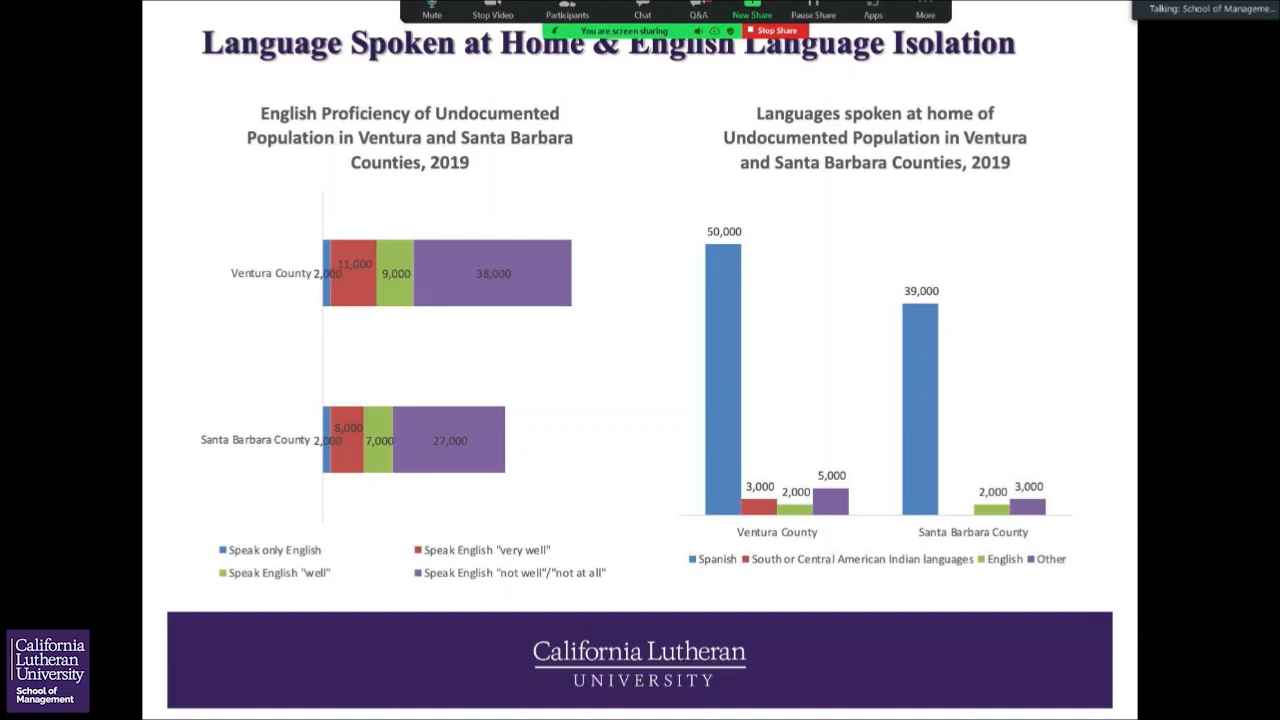 Mute Stop Video Participants Chat Q&A New Share Pause Share Apps More
Talking: School of Manageme...
You are screen sharing Stop Share
Language Spoken at Home & English Language Isolation
English Proficiency of Undocumented
Population in Ventura and Santa Barbara
Counties, 2019
Ventura County 2,000 11,000 9,000 38,000
Santa Barbara County 2,000 8,000 7,000 27,000
Speak only English Speak English "very well"
Speak English "well" Speak English "not well"/"not at all"
Languages spoken at home of
Undocumented Population in Ventura
and Santa Barbara Counties, 2019
50,000
39,000
3,000 2,000 5,000 2,000 3,000
Ventura County Santa Barbara County
Spanish South or Central American Indian languages English Other
California Lutheran
UNIVERSITY
California
Lutheran
University
School of
Management